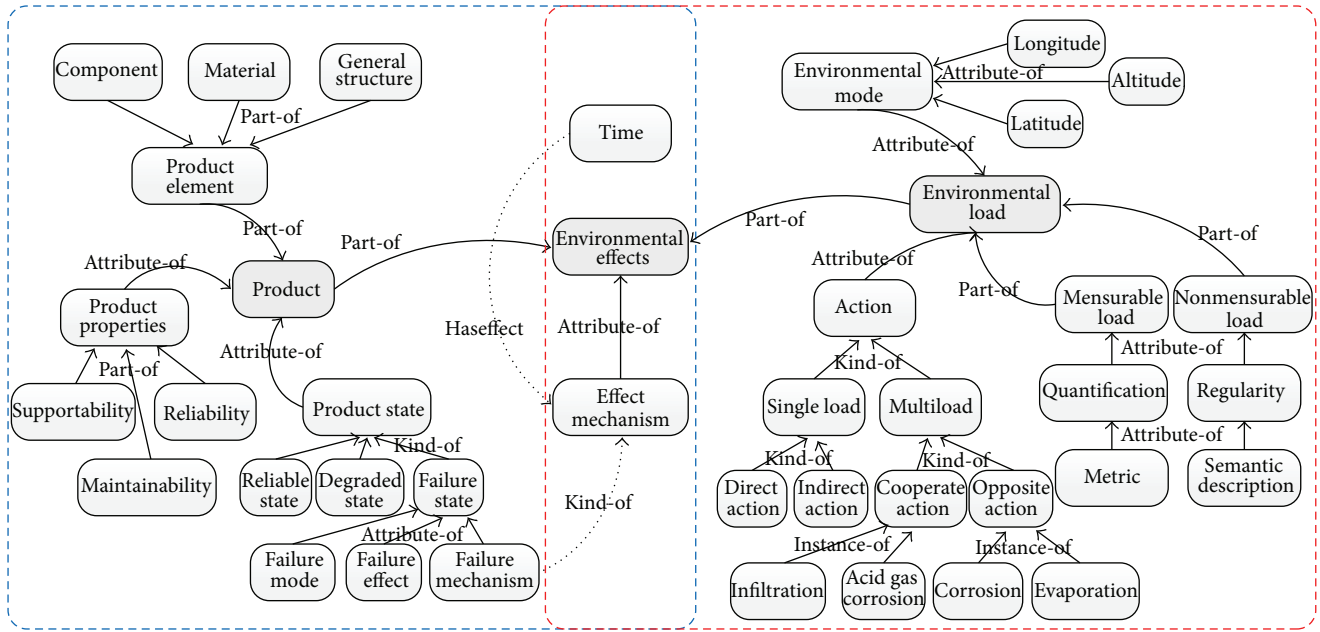 Component
Material
General
structure
Part-of
Product
element
Part-of
Attribute-of
Product
Product
properties
Part-of
Supportability
Reliability
Maintainability
Attribute-of
Product state
Kind-of
Reliable
state
Degraded
state
Failure
state
Attribute-of
Failure
mode
Failure
effect
Failure
mechanism
Part-of
Haseffect
Kind-of
Time
Environmental
effects
Attribute-of
Effect
mechanism
Part-of
Environmental
mode
Longitude
Attribute-of
Altitude
Latitude
Attribute-of
Environmental
load
Attribute-of
Part-of
Part-of
Action
Mensurable
load
Nonmensurable
load
Kind-of
Attribute-of
Single load
Multiload
Quantification
Regularity
Kind-of
Kind-of
Attribute-of
Direct
action
Indirect
action
Cooperate
action
Opposite
action
Metric
Semantic
description
Instance-of
Instance-of
Infiltration
Acid gas
corrosion
Corrosion
Evaporation